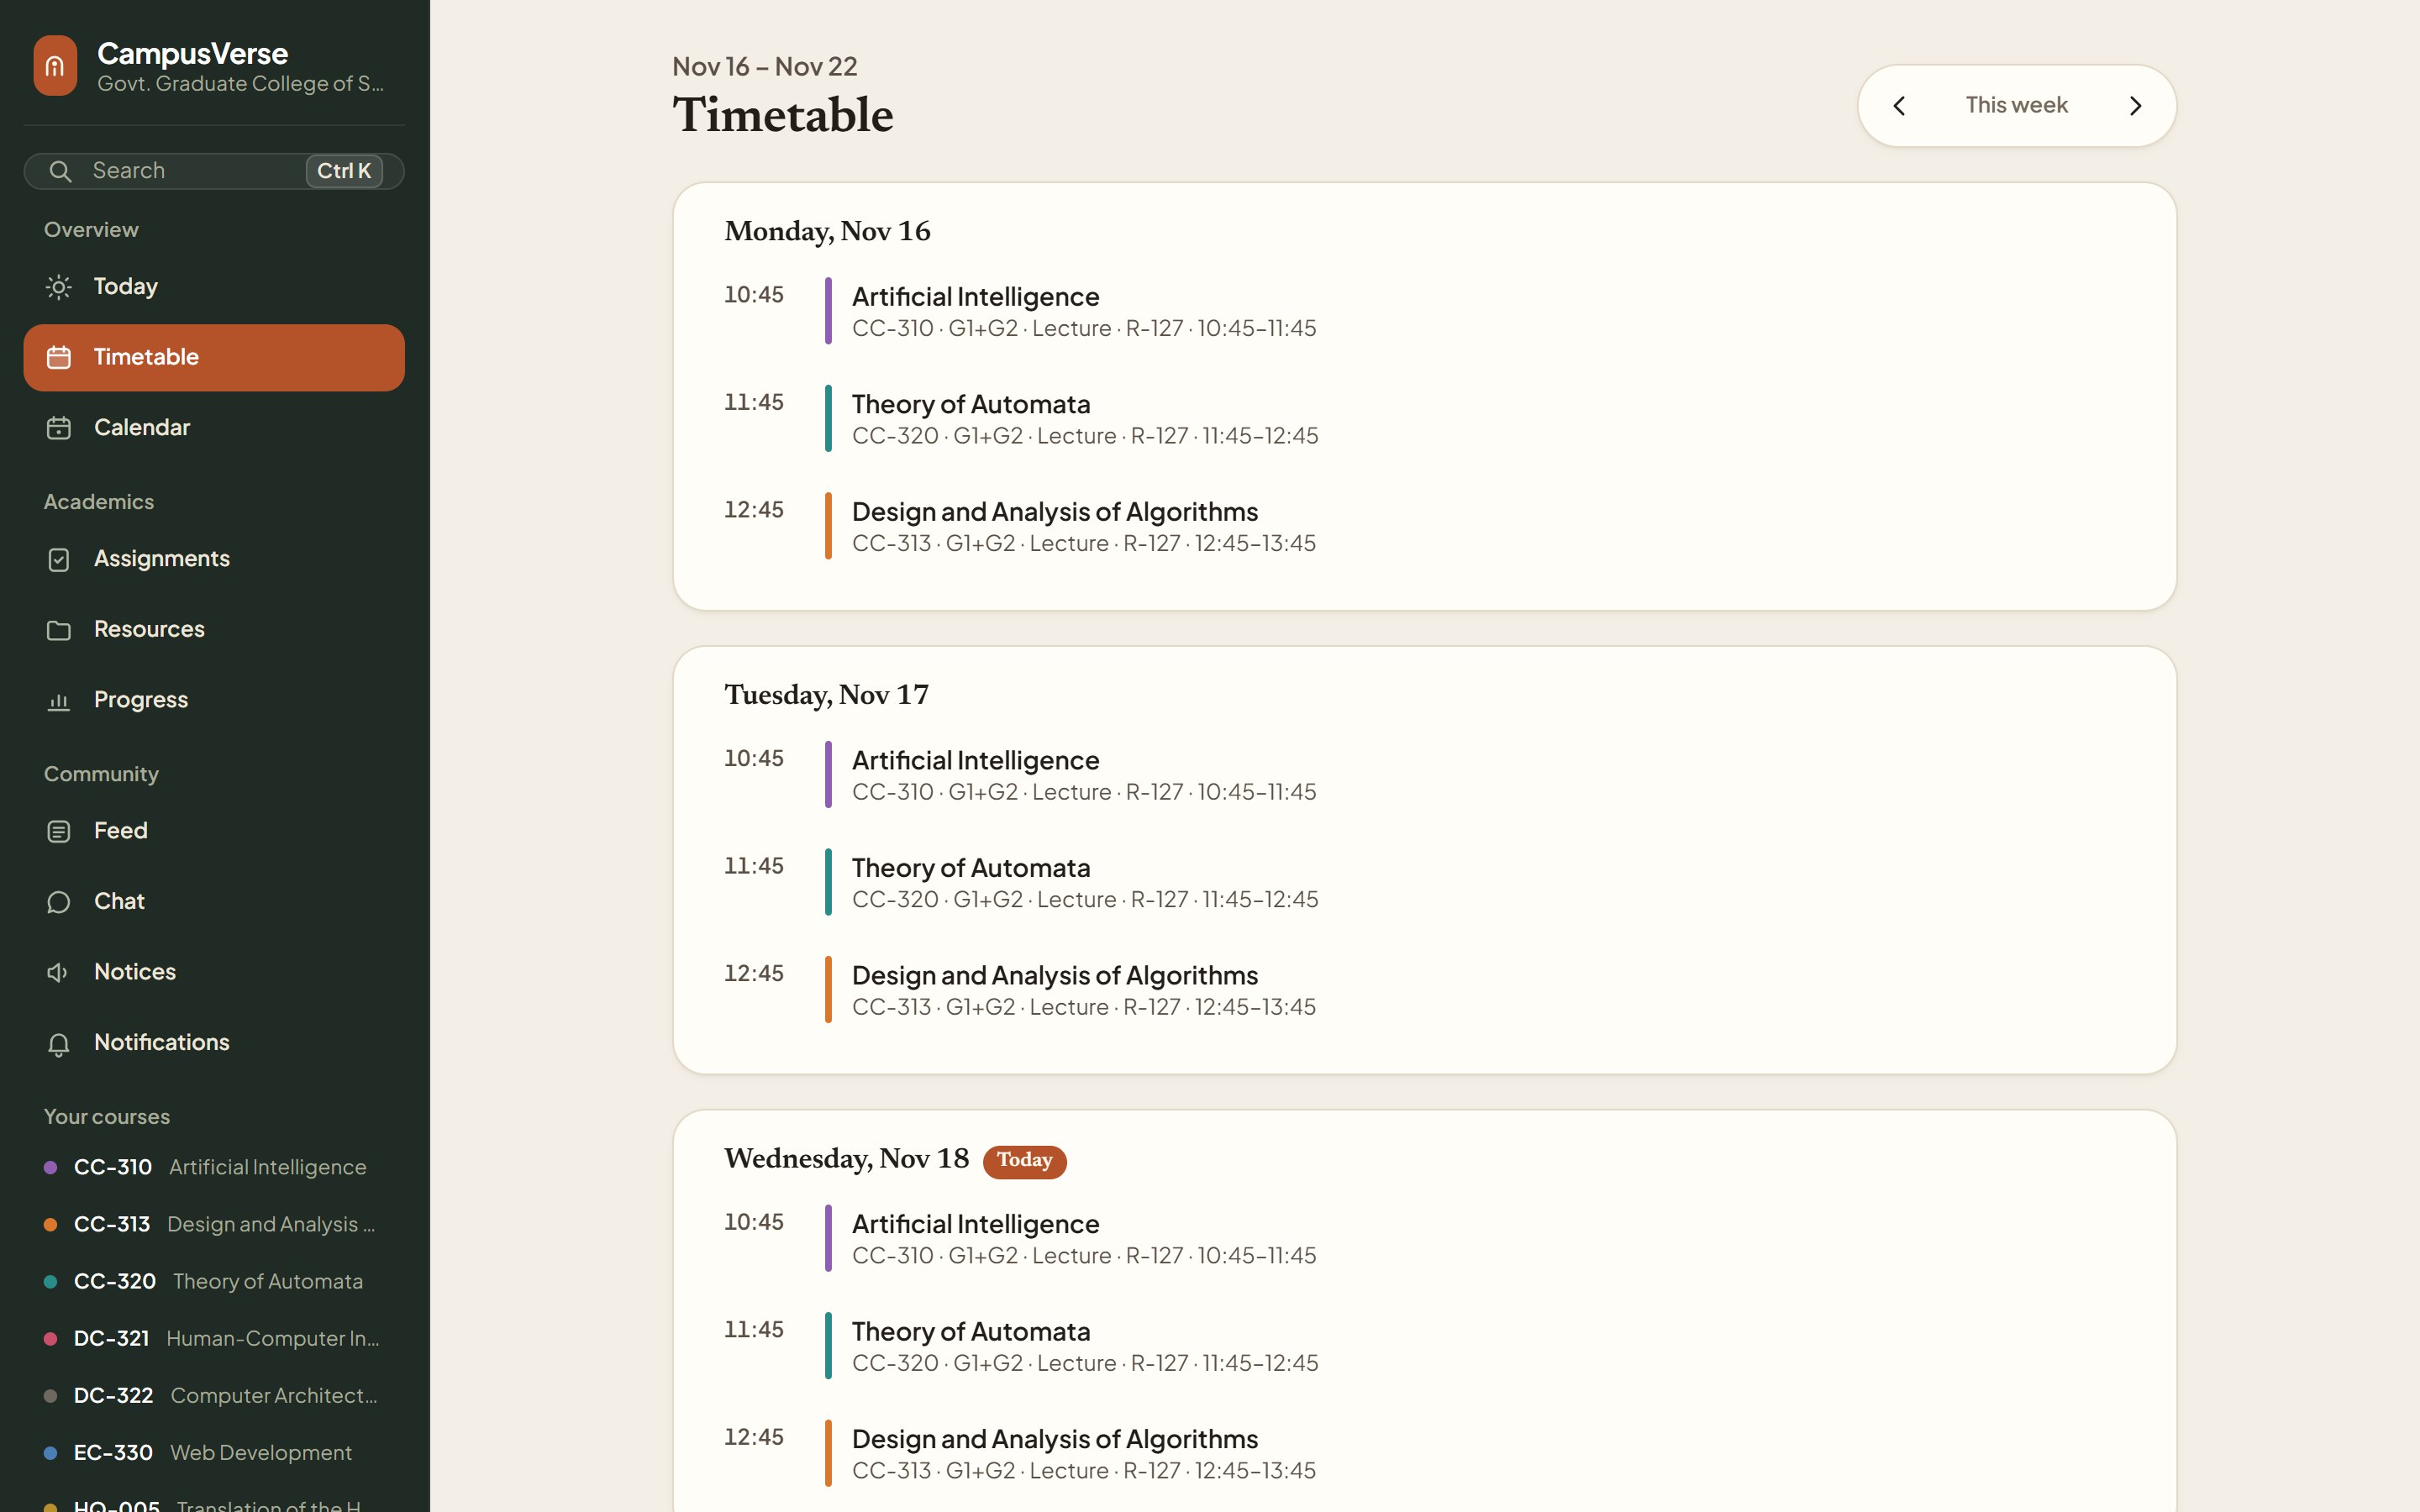 CampusVerse
Govt. Graduate College of S...
Search
Ctrl K
Overview
Today
Timetable
Calendar
Academics
Assignments
Resources
Progress
Community
Feed
Chat
Notices
Notifications
Your courses
CC-310 Artificial Intelligence
CC-313 Design and Analysis ...
CC-320 Theory of Automata
DC-321 Human-Computer In...
DC-322 Computer Architect...
EC-330 Web Development
HQ-005 Translation of the H...
Nov 16 – Nov 22
Timetable
This week
Monday, Nov 16
10:45 Artificial Intelligence
CC-310 · G1+G2 · Lecture · R-127 · 10:45–11:45
11:45 Theory of Automata
CC-320 · G1+G2 · Lecture · R-127 · 11:45–12:45
12:45 Design and Analysis of Algorithms
CC-313 · G1+G2 · Lecture · R-127 · 12:45–13:45
Tuesday, Nov 17
10:45 Artificial Intelligence
CC-310 · G1+G2 · Lecture · R-127 · 10:45–11:45
11:45 Theory of Automata
CC-320 · G1+G2 · Lecture · R-127 · 11:45–12:45
12:45 Design and Analysis of Algorithms
CC-313 · G1+G2 · Lecture · R-127 · 12:45–13:45
Wednesday, Nov 18 Today
10:45 Artificial Intelligence
CC-310 · G1+G2 · Lecture · R-127 · 10:45–11:45
11:45 Theory of Automata
CC-320 · G1+G2 · Lecture · R-127 · 11:45–12:45
12:45 Design and Analysis of Algorithms
CC-313 · G1+G2 · Lecture · R-127 · 12:45–13:45